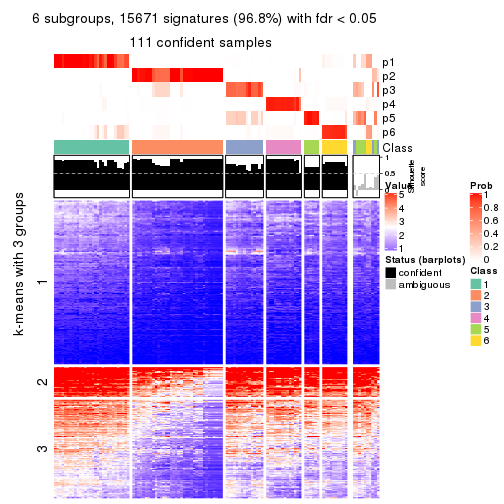 6 subgroups, 15671 signatures (96.8%) with fdr < 0.05
111 confident samples
p1
p2
p3
p4
p5
p6
Class
1
0.5
0
Silhouette
score
Value
5
4
3
2
1
Prob
1
0.8
0.6
0.4
0.2
0
Status (barplots)
confident
ambiguous
Class
1
2
3
4
5
6
k-means with 3 groups
1
2
3